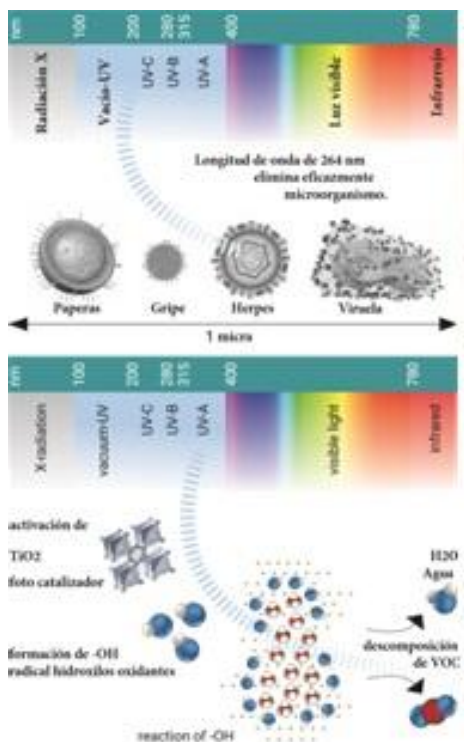 nm 100 200 280 315 400 780
Radiación X
Vacía-UV
UV-C
UV-B
UV-A
Luz visible
Infrarrojo
Longitud de onda de 264 nm
elimina eficazmente
microorganismo.
Paperas Gripe Herpes Viruela
1 micra
nm 100 200 280 315 400 780
X-radiation
vacuum-UV
UV-C
UV-B
UV-A
visible light
infrared
activación de
TiO2
foto catalizador
formación de -OH
radical hidroxilos oxidantes
H2O
Agua
descomposición
de VOC
reaction of -OH